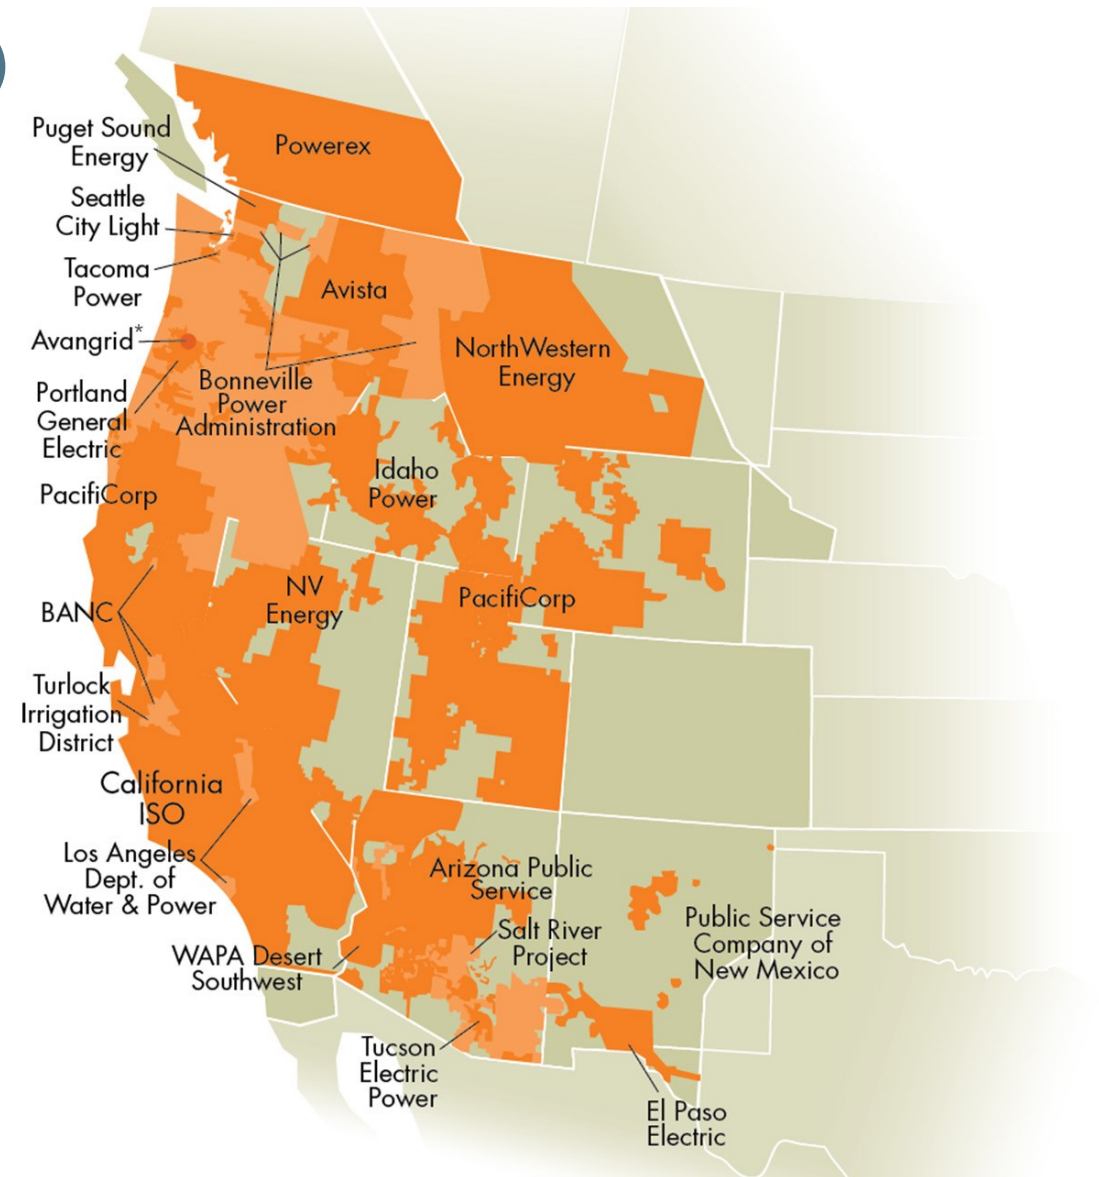 Puget Sound
Energy
Powerex
Seattle
City Light
Tacoma
Power
Avista
Avangrid*
NorthWestern
Energy
Bonneville
Power
Administration
Portland
General
Electric
Idaho
Power
PacifiCorp
NV
Energy
PacifiCorp
BANC
Turlock
Irrigation
District
California
ISO
Los Angeles
Dept. of
Water & Power
Arizona Public
Service
Salt River
Project
Public Service
Company of
New Mexico
WAPA Desert
Southwest
Tucson
Electric
Power
El Paso
Electric